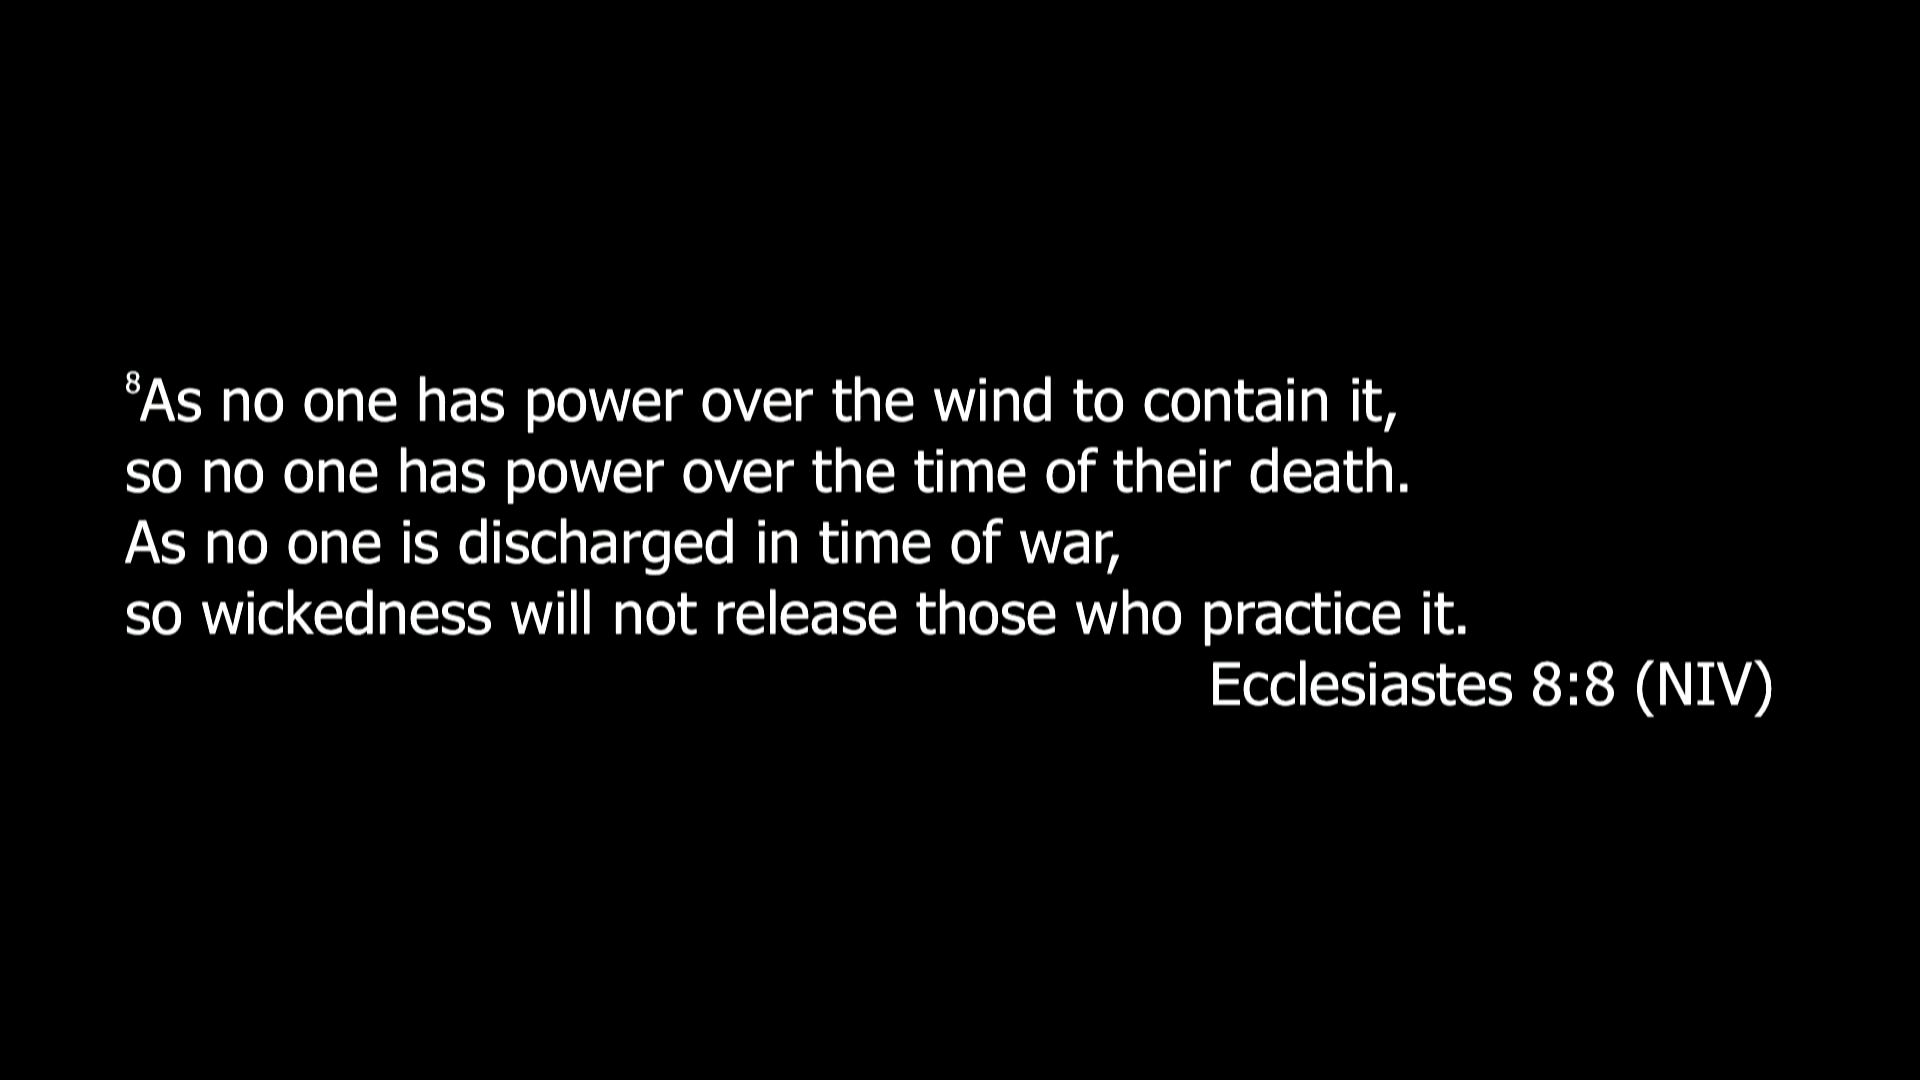 ⁸As no one has power over the wind to contain it,
so no one has power over the time of their death.
As no one is discharged in time of war,
so wickedness will not release those who practice it.
Ecclesiastes 8:8 (NIV)